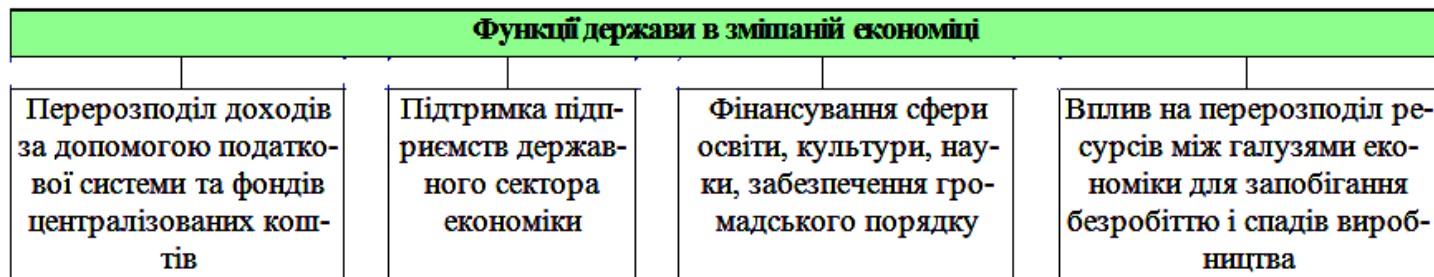 Функції держави в змішаній економіці
Перерозподіл доходів
за допомогою податко-
вої системи та фондів
централізованих кош-
тів
Підтримка підп-
риємств держав-
ного сектора
економіки
Фінансування сфери
освіти, культури, нау-
ки, забезпечення гро-
мадського порядку
Вплив на перерозподіл ре-
сурсів між галузями еко-
номіки для запобігання
безробіттю і спадів вироб-
ництва